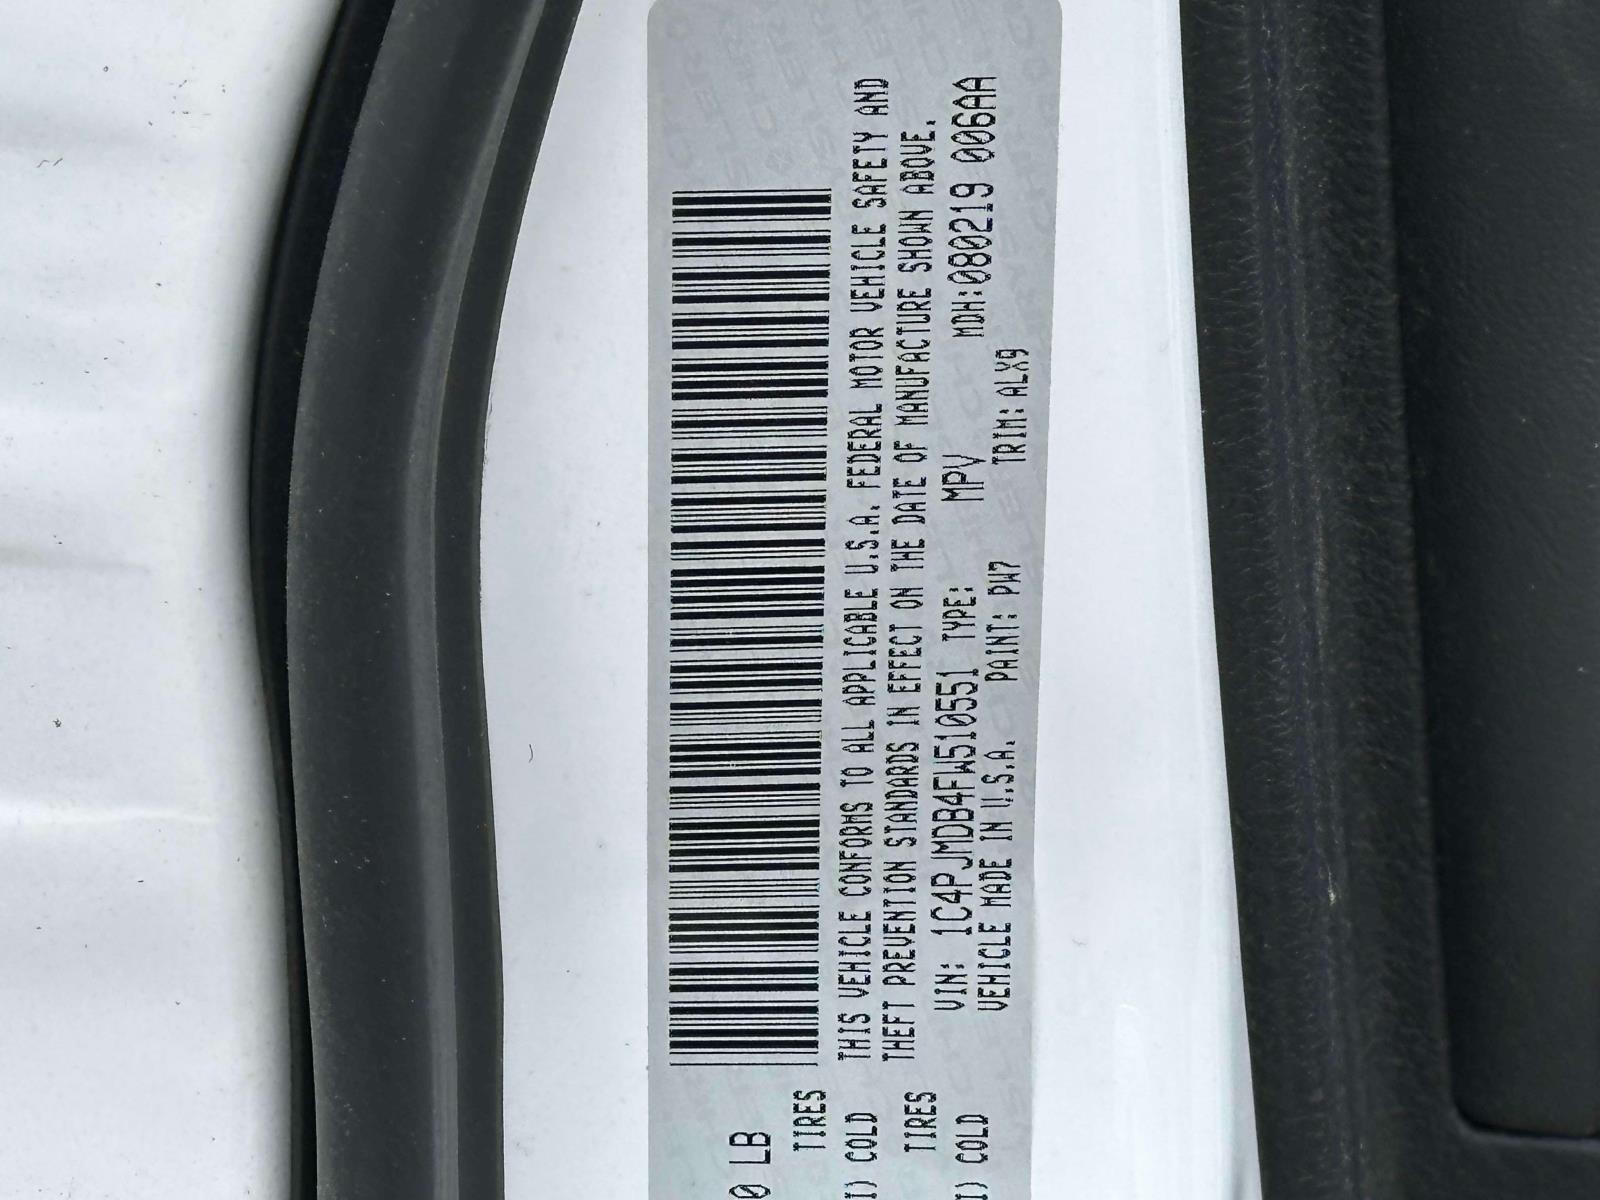 THIS VEHICLE CONFORMS TO ALL APPLICABLE U.S.A. FEDERAL MOTOR VEHICLE SAFETY AND
THEFT PREVENTION STANDARDS IN EFFECT ON THE DATE OF MANUFACTURE SHOWN ABOVE.
VIN: 1C4PJMDB4FW510551 TYPE: MPV MDH:080219 006AA
VEHICLE MADE IN U.S.A. PAINT: PW7 TRIM: ALX9
0 LB
TIRES
I) COLD
TIRES
I) COLD